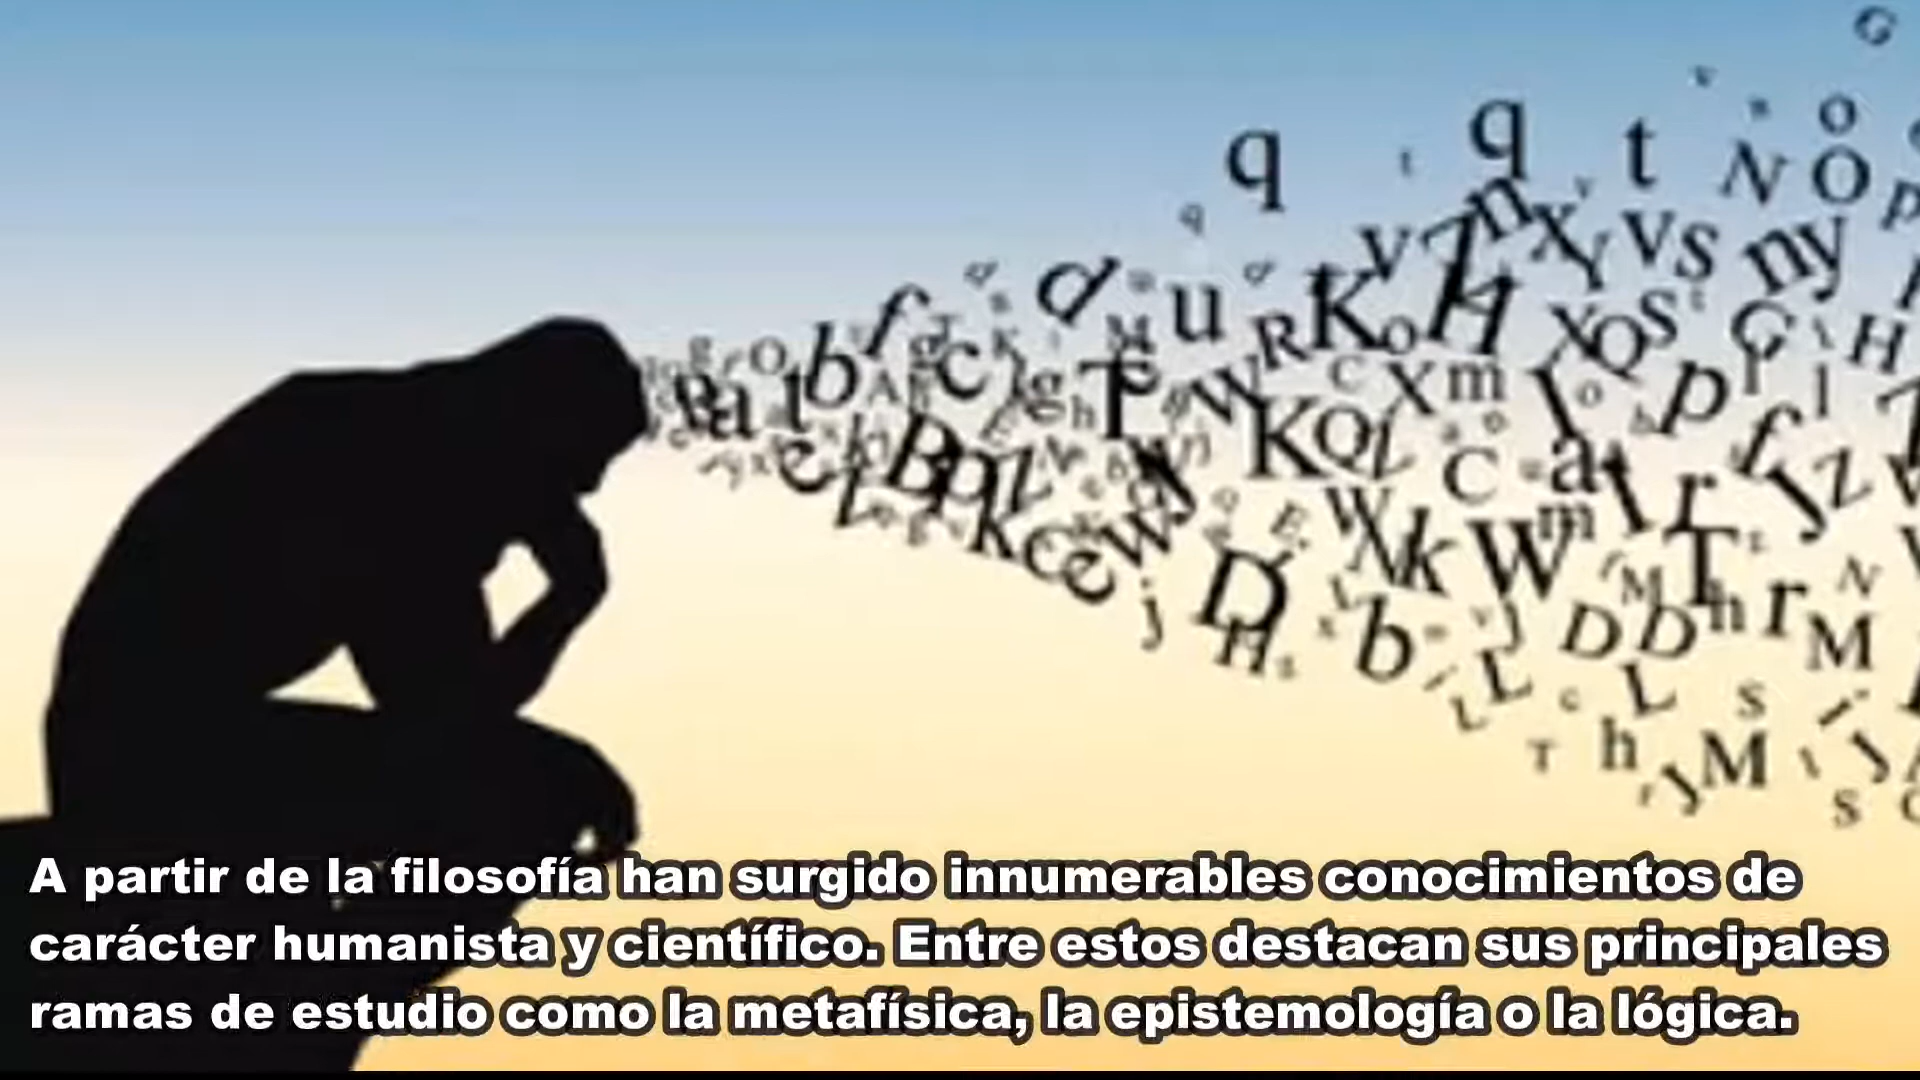 A partir de la filosofía han surgido innumerables conocimientos de
carácter humanista y científico. Entre estos destacan sus principales
ramas de estudio como la metafísica, la epistemología o la lógica.